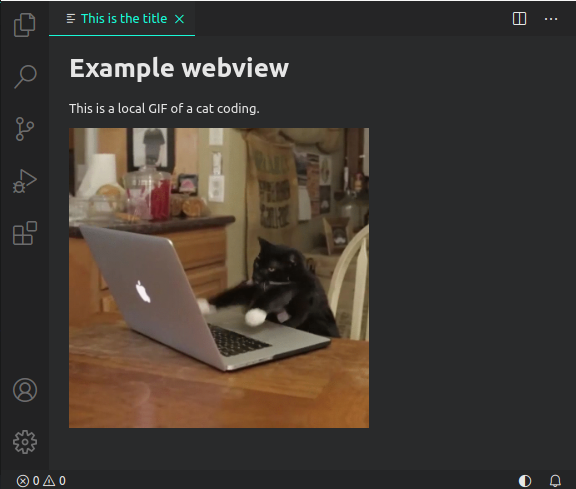 This is the title
Example webview
This is a local GIF of a cat coding.
0 0